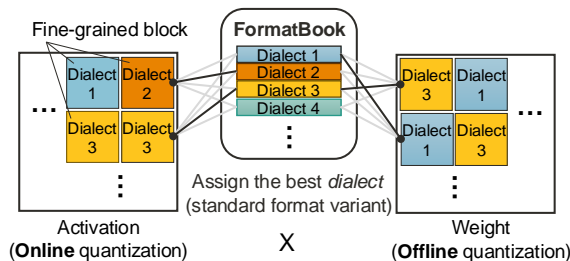 Fine-grained block
FormatBook
Dialect 1
Dialect 2
Dialect 3
Dialect 4
⋮
Dialect
1
Dialect
2
Dialect
3
Dialect
3
...
⋮
Dialect
3
Dialect
1
Dialect
1
Dialect
3
...
⋮
Assign the best dialect
(standard format variant)
Activation
(Online quantization)
X
Weight
(Offline quantization)